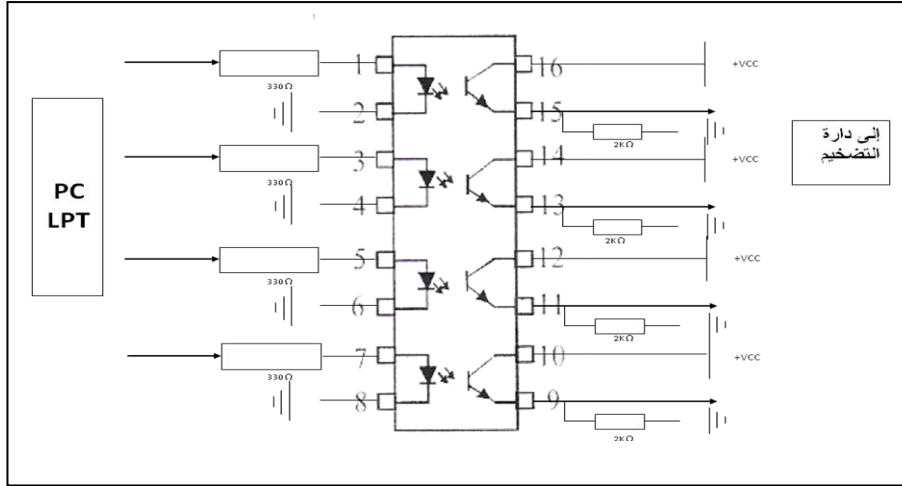 1
16
+VCC
330Ω
2
15
2KΩ
إلى دارة
التضخيم
3
14
+VCC
330Ω
PC
LPT
4
13
2KΩ
5
12
+VCC
330Ω
6
11
2KΩ
7
10
+VCC
330Ω
8
9
2KΩ